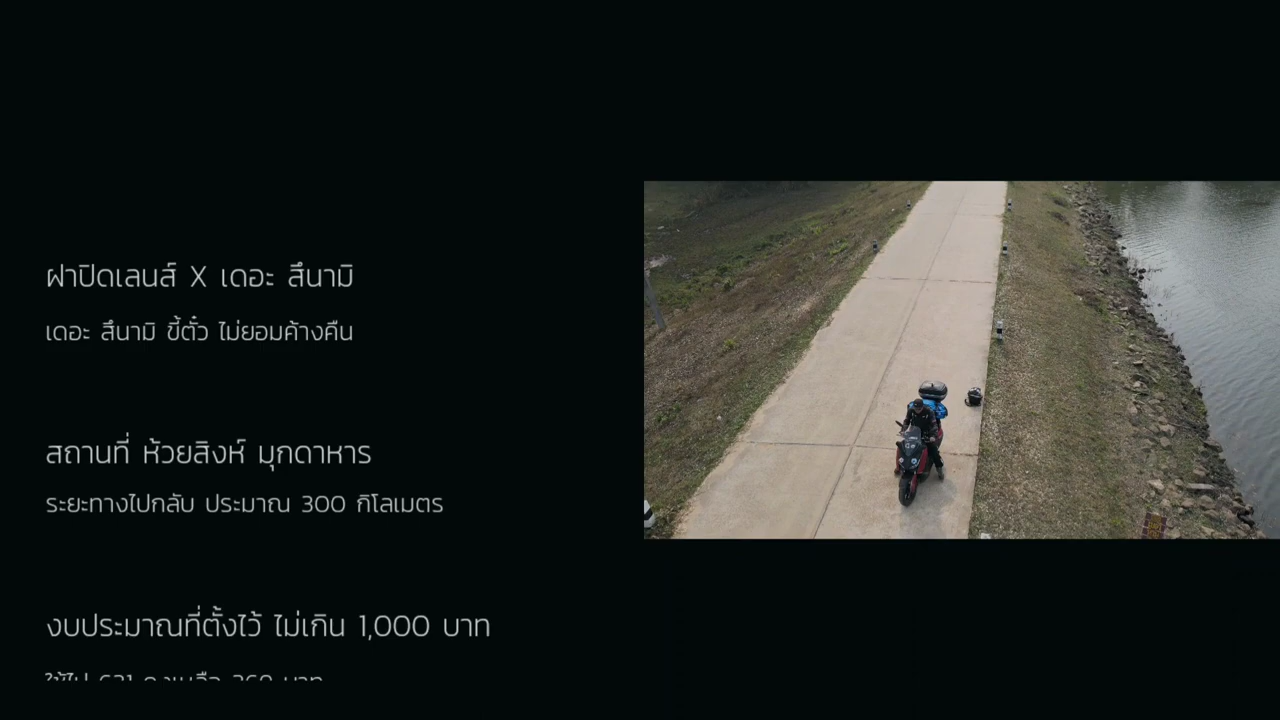 ฝาปิดเลนส์ X เดอะ สึนามิ
เดอะ สึนามิ ขี้ตั๋ว ไม่ยอมค้างคืน
สถานที่ ห้วยสิงห์ มุกดาหาร
ระยะทางไปกลับ ประมาณ 300 กิโลเมตร
งบประมาณที่ตั้งไว้ ไม่เกิน 1,000 บาท